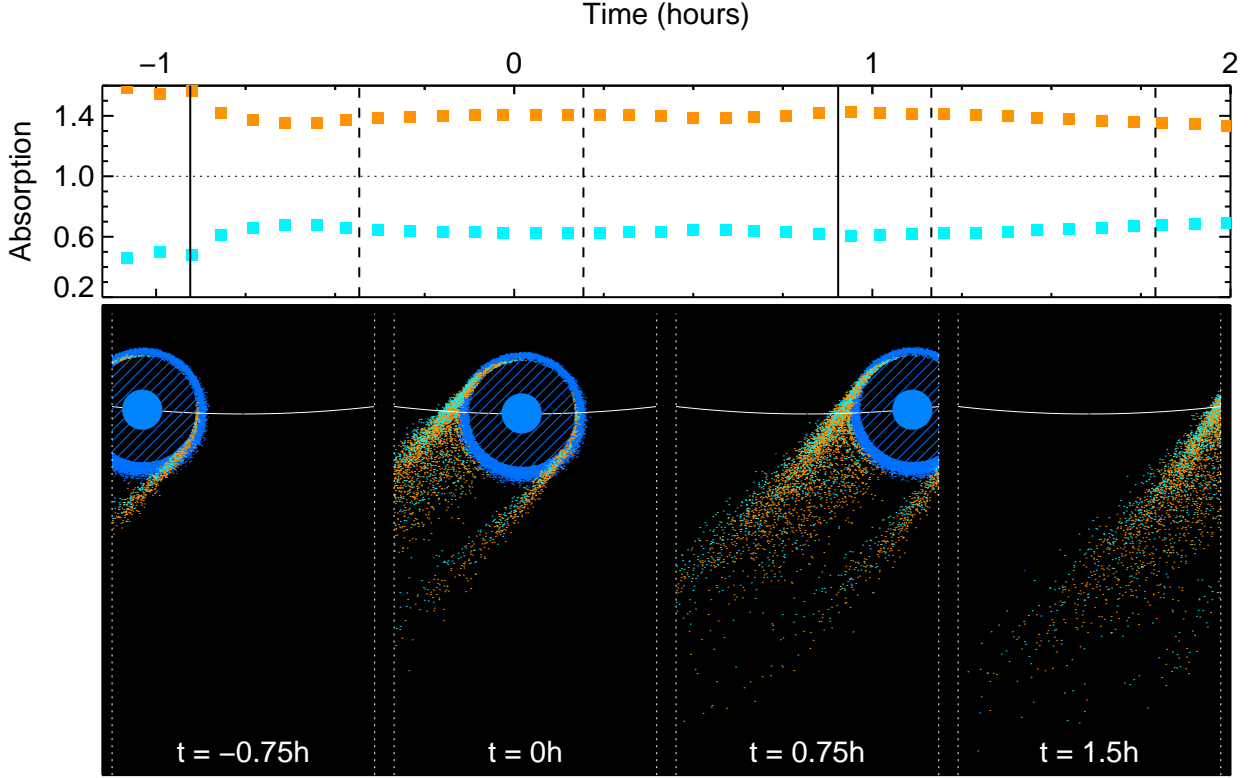 Time (hours)
−1 0 1 2
Absorption
1.4
1.0
0.6
0.2
t = −0.75h t = 0h t = 0.75h t = 1.5h